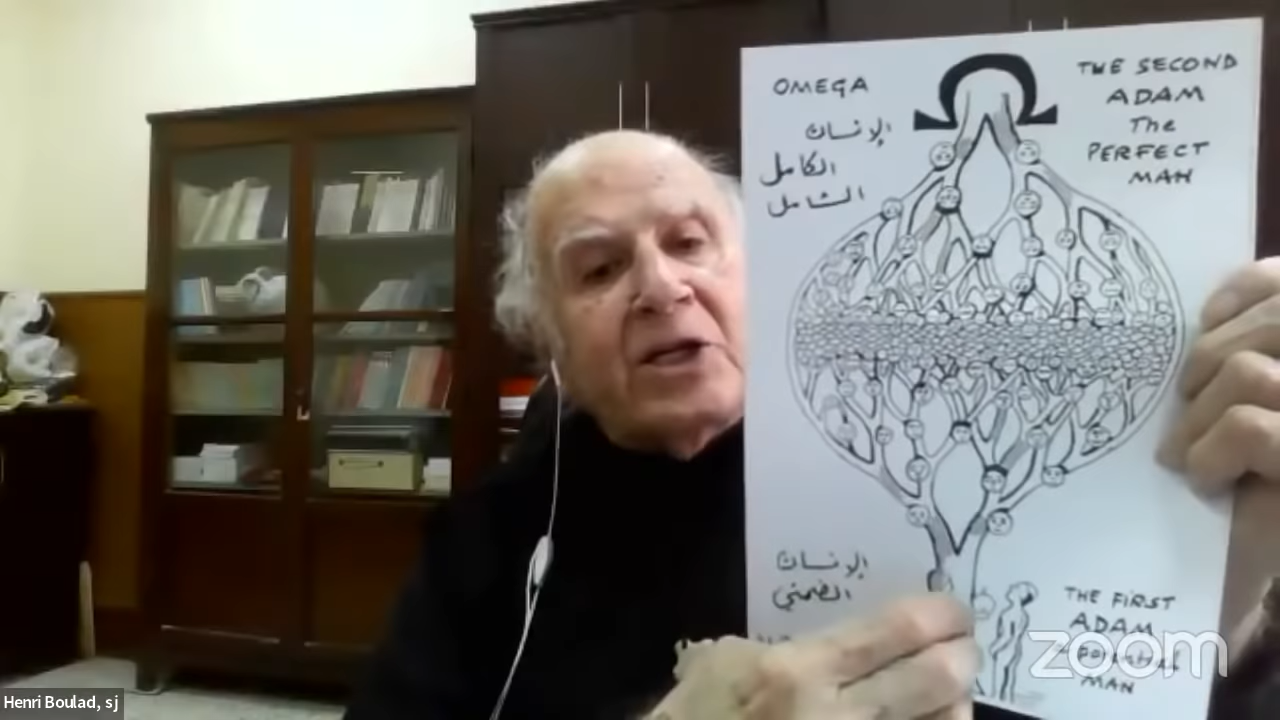 OMEGA
الإنسان
الكامل
الشامل
THE SECOND
ADAM
The
PERFECT
MAN
الإنسان
الضمني
THE FIRST
ADAM
MAN
zoom
Henri Boulad, sj